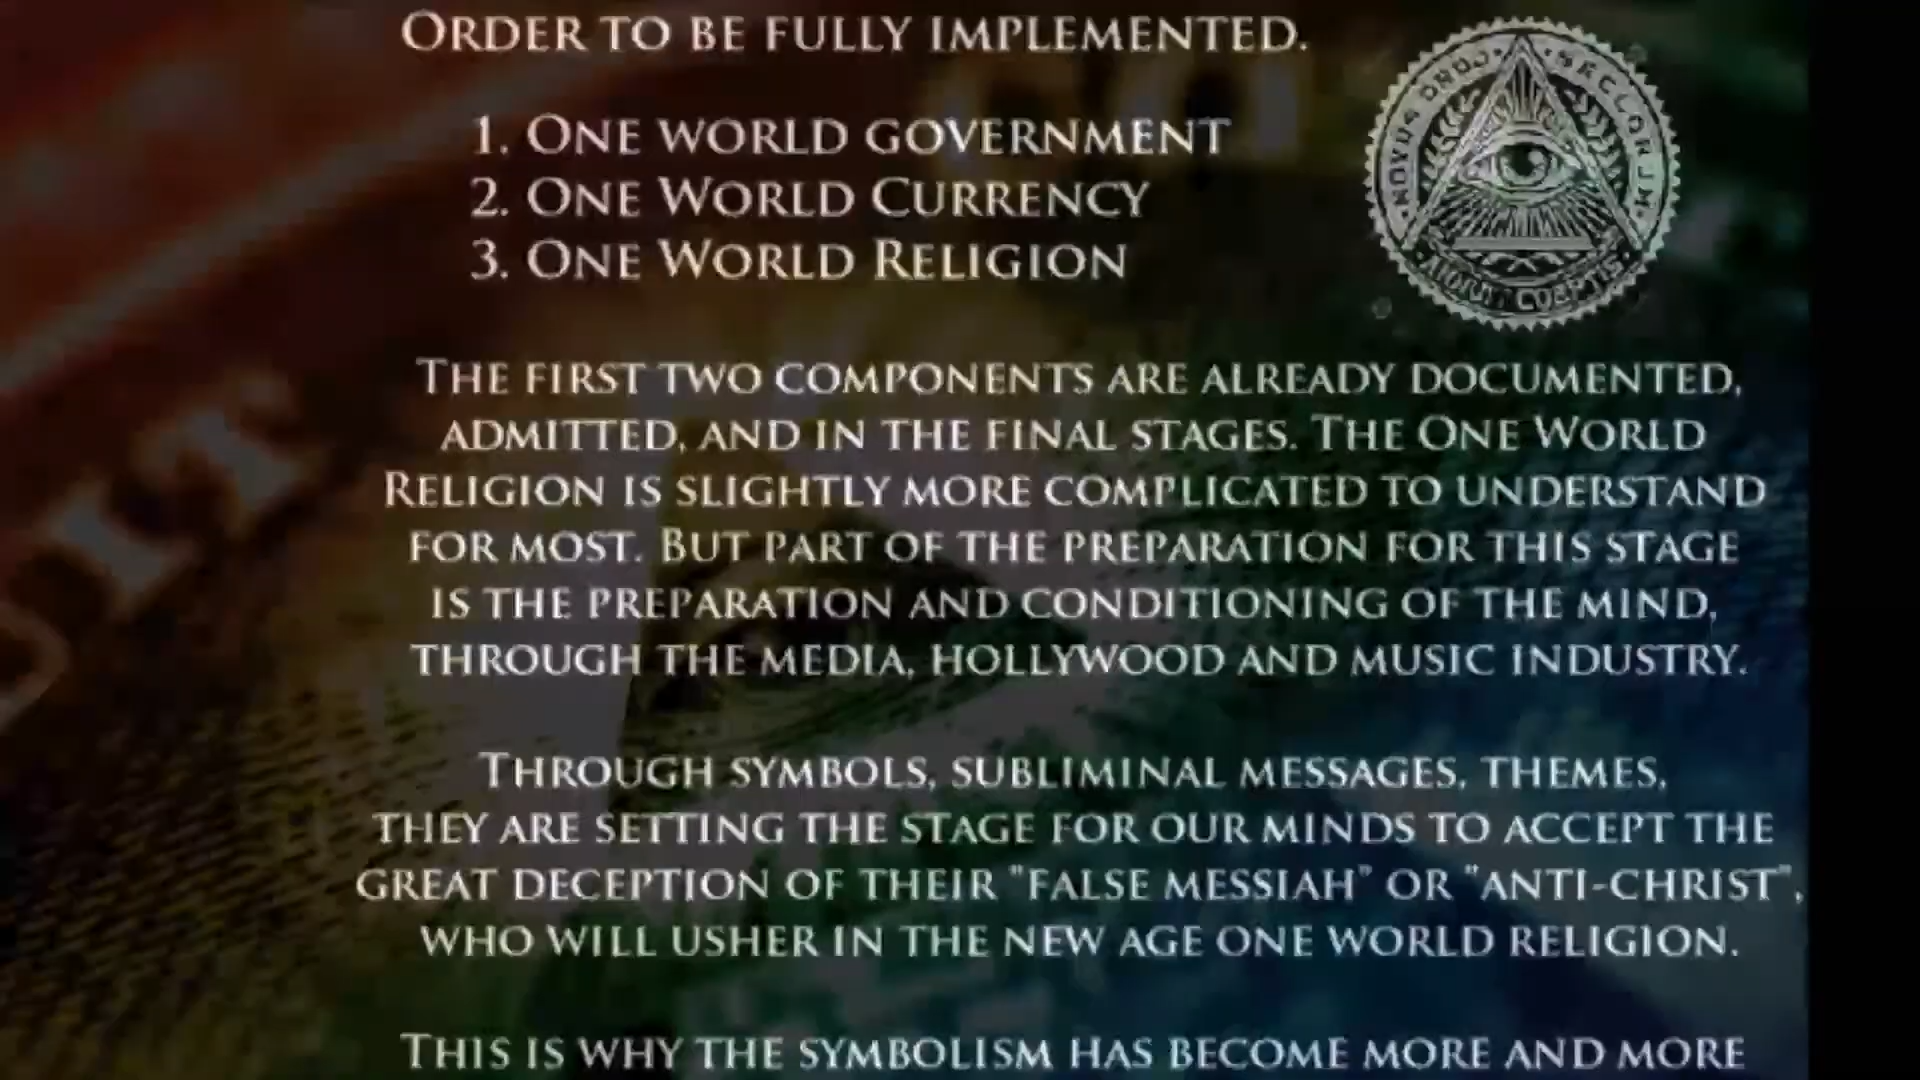 ORDER TO BE FULLY IMPLEMENTED.
1. ONE WORLD GOVERNMENT
2. ONE WORLD CURRENCY
3. ONE WORLD RELIGION
THE FIRST TWO COMPONENTS ARE ALREADY DOCUMENTED,
ADMITTED, AND IN THE FINAL STAGES. THE ONE WORLD
RELIGION IS SLIGHTLY MORE COMPLICATED TO UNDERSTAND
FOR MOST. BUT PART OF THE PREPARATION FOR THIS STAGE
IS THE PREPARATION AND CONDITIONING OF THE MIND,
THROUGH THE MEDIA, HOLLYWOOD AND MUSIC INDUSTRY.
THROUGH SYMBOLS, SUBLIMINAL MESSAGES, THEMES,
THEY ARE SETTING THE STAGE FOR OUR MINDS TO ACCEPT THE
GREAT DECEPTION OF THEIR "FALSE MESSIAH" OR "ANTI-CHRIST",
WHO WILL USHER IN THE NEW AGE ONE WORLD RELIGION.
THIS IS WHY THE SYMBOLISM HAS BECOME MORE AND MORE